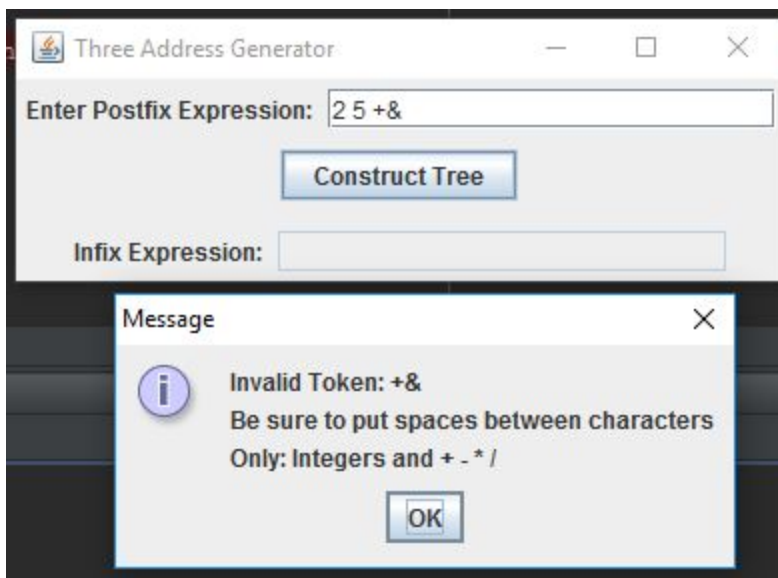 Three Address Generator
Enter Postfix Expression: 2 5 +&
Construct Tree
Infix Expression:
Message
Invalid Token: +&
Be sure to put spaces between characters
Only: Integers and + - * /
OK